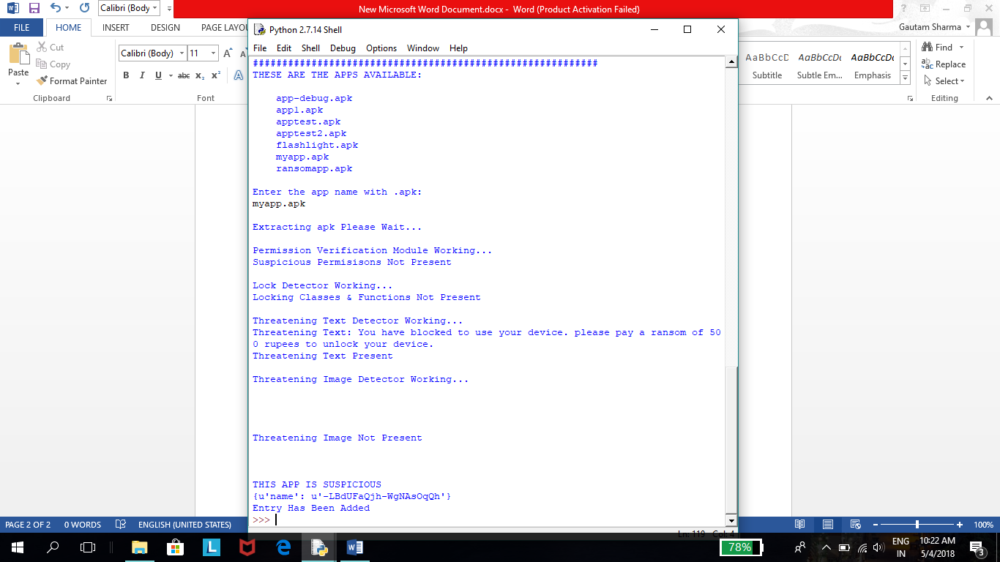 New Microsoft Word Document.docx - Word (Product Activation Failed)
Calibri (Body
FILE HOME INSERT DESIGN PAGE LAYOU
Gautam Sharma
Cut
Copy
Format Painter
Paste
Clipboard
Calibri (Body) 11
B I U abc x₂ x² A
Font
Python 2.7.14 Shell
File Edit Shell Debug Options Window Help
###########################################################
THESE ARE THE APPS AVAILABLE:
app-debug.apk
app1.apk
apptest.apk
apptest2.apk
flashlight.apk
myapp.apk
ransomapp.apk
Enter the app name with .apk:
myapp.apk
Extracting apk Please Wait...
Permission Verification Module Working...
Suspicious Permisisons Not Present
Lock Detector Working...
Locking Classes & Functions Not Present
Threatening Text Detector Working...
Threatening Text: You have blocked to use your device. please pay a ransom of 50
0 rupees to unlock your device.
Threatening Text Present
Threatening Image Detector Working...
Threatening Image Not Present
THIS APP IS SUSPICIOUS
{u'name': u'-LBdUFaQjh-WgNAsOqQh'}
Entry Has Been Added
>>>
Ln: 119 Col: 4
AaBbCcD AaBbCcDc AaBbCcDc
Subtitle Subtle Em... Emphasis
Find
Replace
Select
Editing
PAGE 2 OF 2 0 WORDS ENGLISH (UNITED STATES)
100%
78%
ENG
IN
10:22 AM
5/4/2018
3